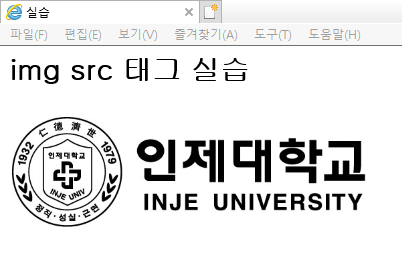 실습
파일(F) 편집(E) 보기(V) 즐겨찾기(A) 도구(T) 도움말(H)
img src 태그 실습
仁德濟世
1932
1979
인제대학교
INJE UNIV
정직·성실·근면
인제대학교
INJE UNIVERSITY